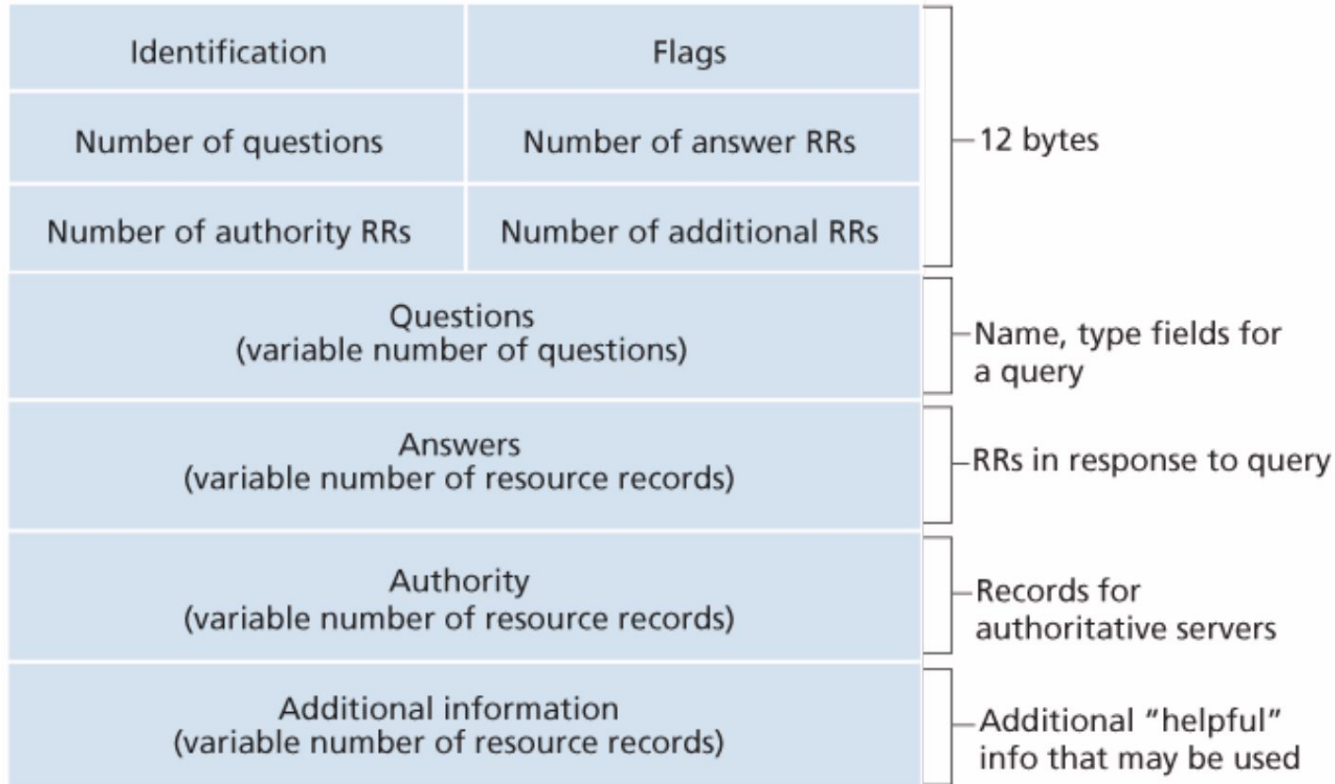 Identification
Flags
Number of questions
Number of answer RRs
12 bytes
Number of authority RRs
Number of additional RRs
Questions
(variable number of questions)
Name, type fields for
a query
Answers
(variable number of resource records)
RRs in response to query
Authority
(variable number of resource records)
Records for
authoritative servers
Additional information
(variable number of resource records)
Additional “helpful”
info that may be used